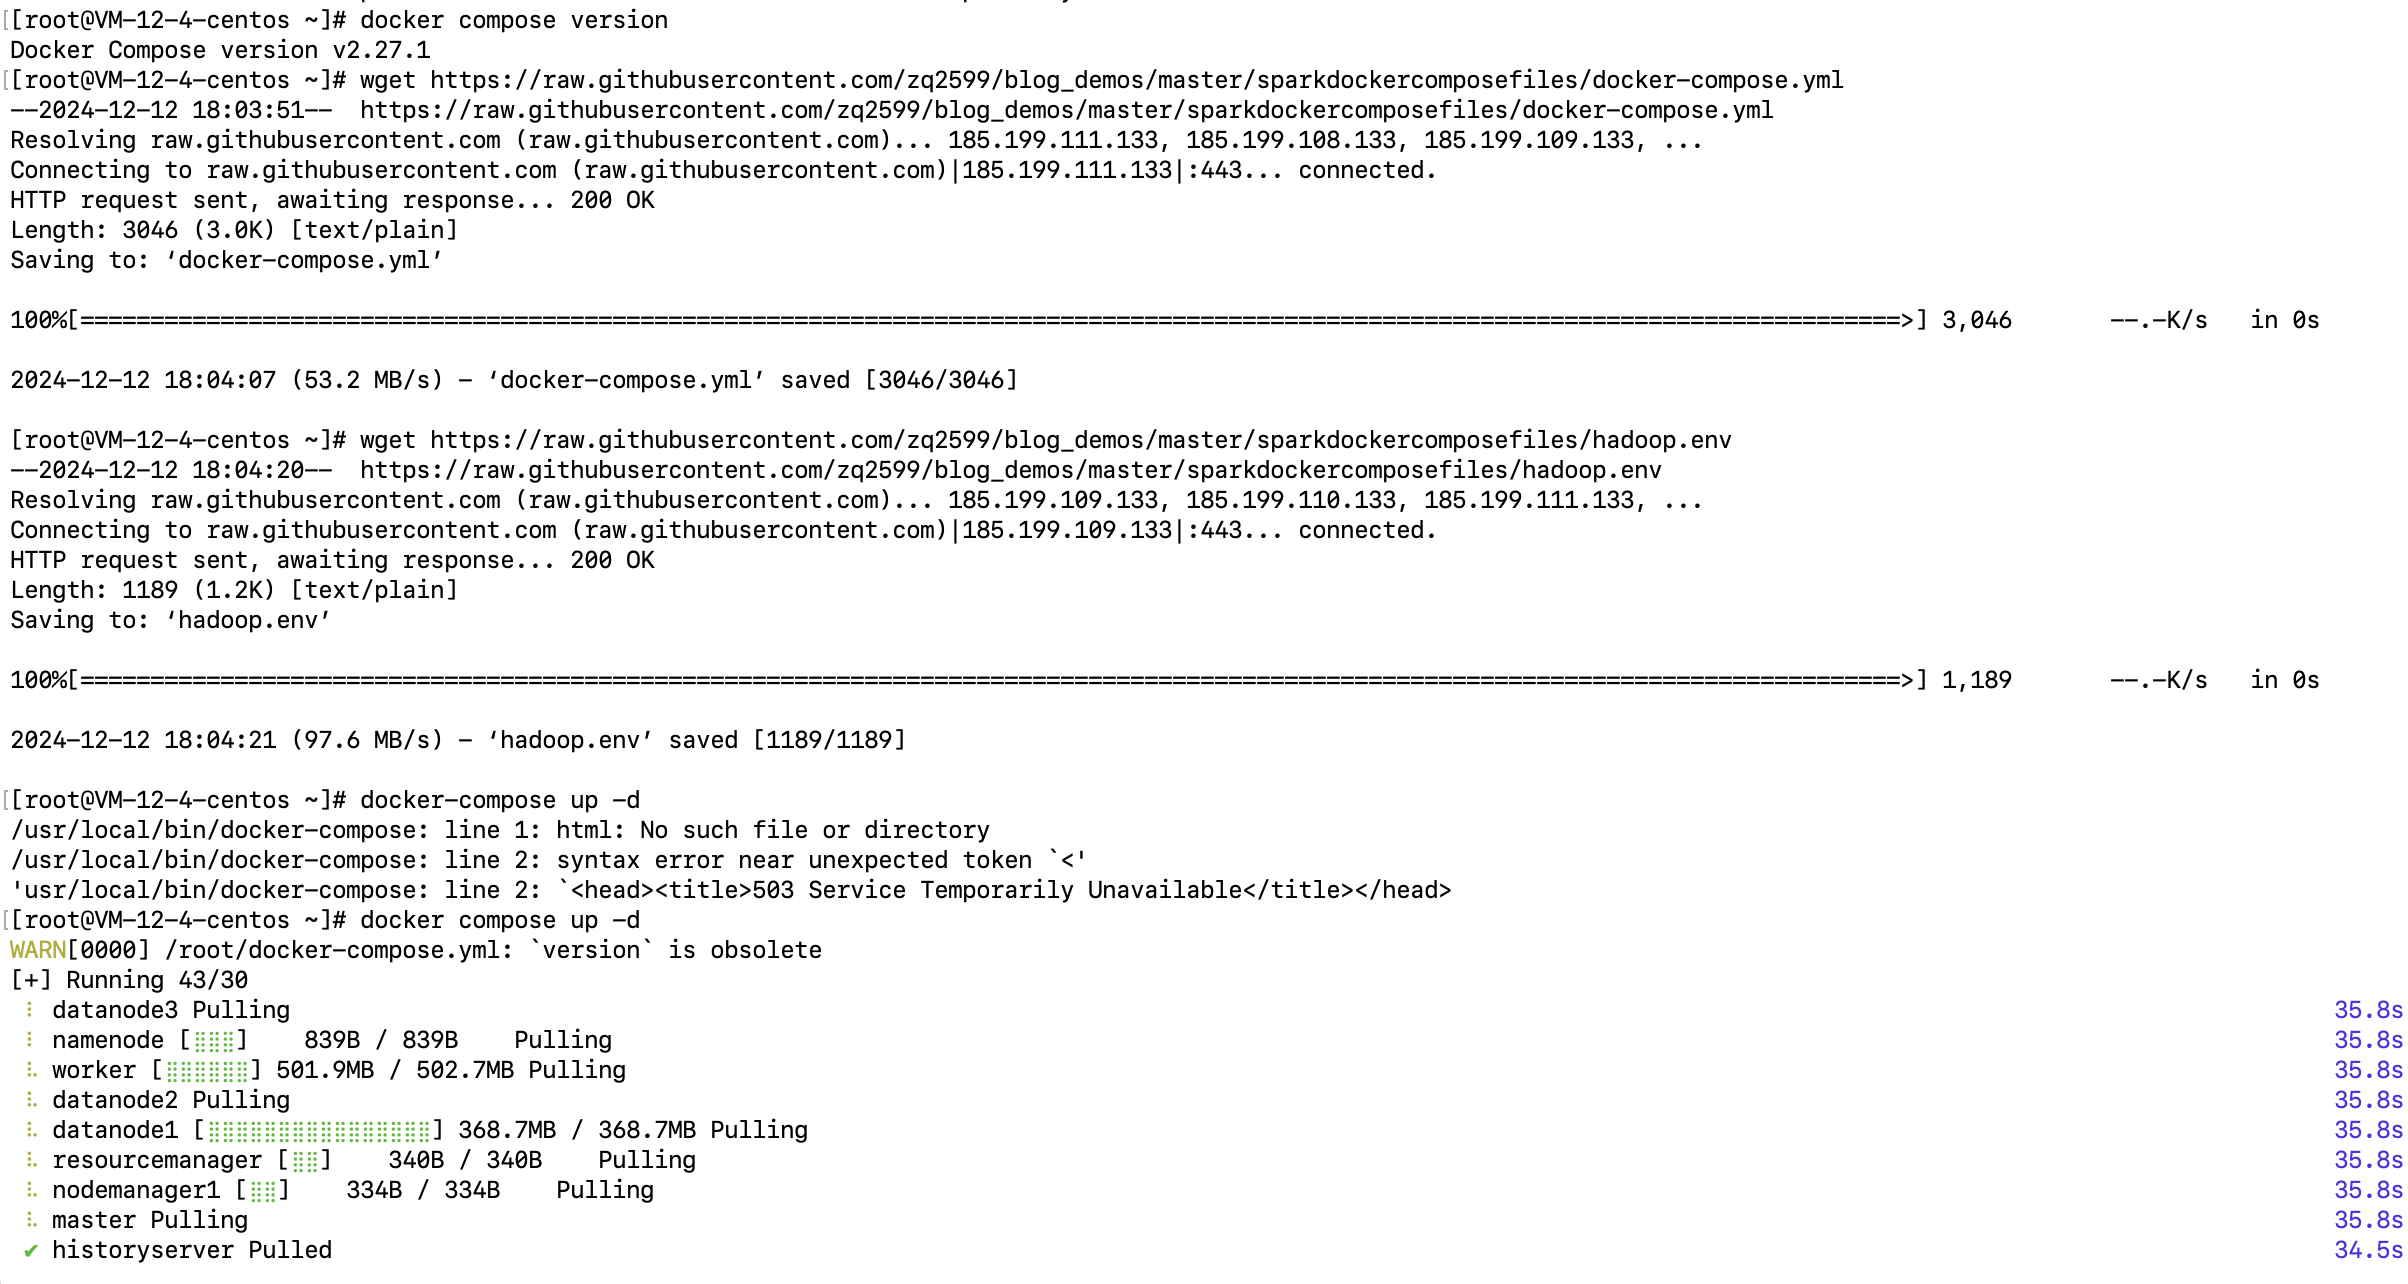 [[root@VM-12-4-centos ~]# docker compose version
Docker Compose version v2.27.1
[[root@VM-12-4-centos ~]# wget https://raw.githubusercontent.com/zq2599/blog_demos/master/sparkdockercomposefiles/docker-compose.yml
--2024-12-12 18:03:51--  https://raw.githubusercontent.com/zq2599/blog_demos/master/sparkdockercomposefiles/docker-compose.yml
Resolving raw.githubusercontent.com (raw.githubusercontent.com)... 185.199.111.133, 185.199.108.133, 185.199.109.133, ...
Connecting to raw.githubusercontent.com (raw.githubusercontent.com)|185.199.111.133|:443... connected.
HTTP request sent, awaiting response... 200 OK
Length: 3046 (3.0K) [text/plain]
Saving to: ‘docker-compose.yml’
100%[==================================================================================================================================>] 3,046       --.-K/s   in 0s
2024-12-12 18:04:07 (53.2 MB/s) - ‘docker-compose.yml’ saved [3046/3046]
[root@VM-12-4-centos ~]# wget https://raw.githubusercontent.com/zq2599/blog_demos/master/sparkdockercomposefiles/hadoop.env
--2024-12-12 18:04:20--  https://raw.githubusercontent.com/zq2599/blog_demos/master/sparkdockercomposefiles/hadoop.env
Resolving raw.githubusercontent.com (raw.githubusercontent.com)... 185.199.109.133, 185.199.110.133, 185.199.111.133, ...
Connecting to raw.githubusercontent.com (raw.githubusercontent.com)|185.199.109.133|:443... connected.
HTTP request sent, awaiting response... 200 OK
Length: 1189 (1.2K) [text/plain]
Saving to: ‘hadoop.env’
100%[==================================================================================================================================>] 1,189       --.-K/s   in 0s
2024-12-12 18:04:21 (97.6 MB/s) - ‘hadoop.env’ saved [1189/1189]
[[root@VM-12-4-centos ~]# docker-compose up -d
/usr/local/bin/docker-compose: line 1: html: No such file or directory
/usr/local/bin/docker-compose: line 2: syntax error near unexpected token `<'
'usr/local/bin/docker-compose: line 2: `<head><title>503 Service Temporarily Unavailable</title></head>
[[root@VM-12-4-centos ~]# docker compose up -d
WARN[0000] /root/docker-compose.yml: `version` is obsolete
[+] Running 43/30
⠸ datanode3 Pulling 35.8s
⠸ namenode [⣿⣿⣿]    839B / 839B    Pulling 35.8s
⠧ worker [⣿⣿⣿⣿⣿⣿] 501.9MB / 502.7MB Pulling 35.8s
⠧ datanode2 Pulling 35.8s
⠧ datanode1 [⣿⣿⣿⣿⣿⣿⣿⣿⣿⣿⣿⣿⣿⣿⣿⣿] 368.7MB / 368.7MB Pulling 35.8s
⠧ resourcemanager [⣿⣿]    340B / 340B    Pulling 35.8s
⠧ nodemanager1 [⣿⣿]    334B / 334B    Pulling 35.8s
⠧ master Pulling 35.8s
✔ historyserver Pulled 34.5s